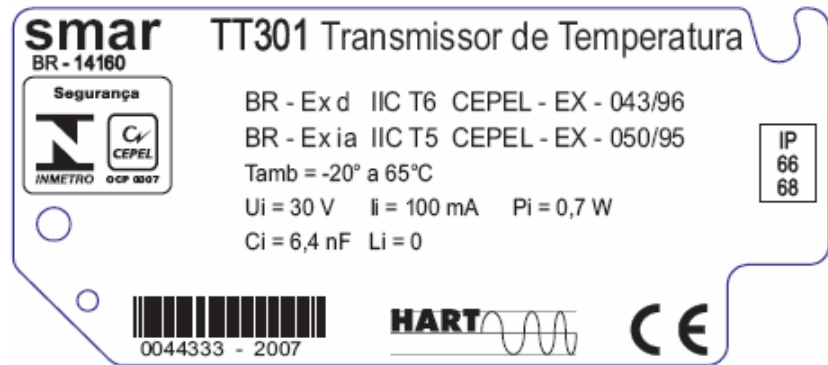 smar
BR - 14160
TT301 Transmissor de Temperatura
Segurança
INMETRO
CEPEL
OCP 0007
BR - Ex d IIC T6 CEPEL - EX - 043/96
BR - Ex ia IIC T5 CEPEL - EX - 050/95
Tamb = -20° a 65°C
Ui = 30 V Ii = 100 mA Pi = 0,7 W
Ci = 6,4 nF Li = 0
IP
66
68
0044333 - 2007
HART
CE